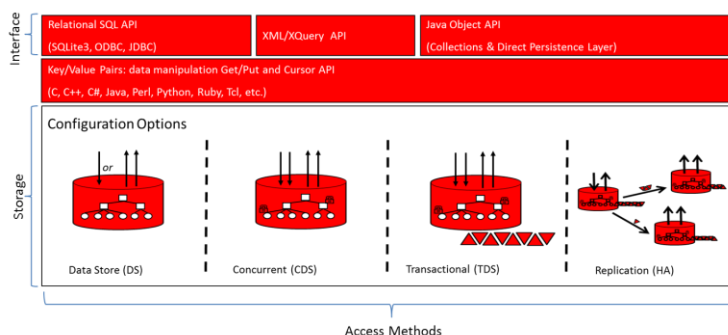 Interface
Relational SQL API
(SQLite3, ODBC, JDBC)
XML/XQuery API
Java Object API
(Collections & Direct Persistence Layer)
Key/Value Pairs: data manipulation Get/Put and Cursor API
(C, C++, C#, Java, Perl, Python, Ruby, Tcl, etc.)
Storage
Configuration Options
or
Data Store (DS)
Concurrent (CDS)
Transactional (TDS)
Replication (HA)
Access Methods